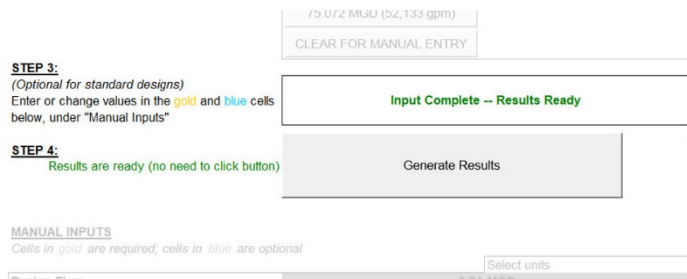 75.072 MGD (52,133 gpm)
CLEAR FOR MANUAL ENTRY
STEP 3:
(Optional for standard designs)
Enter or change values in the gold and blue cells
below, under "Manual Inputs"
Input Complete -- Results Ready
STEP 4:
Results are ready (no need to click button)
Generate Results
MANUAL INPUTS
Cells in gold are required; cells in blue are optional
Select units